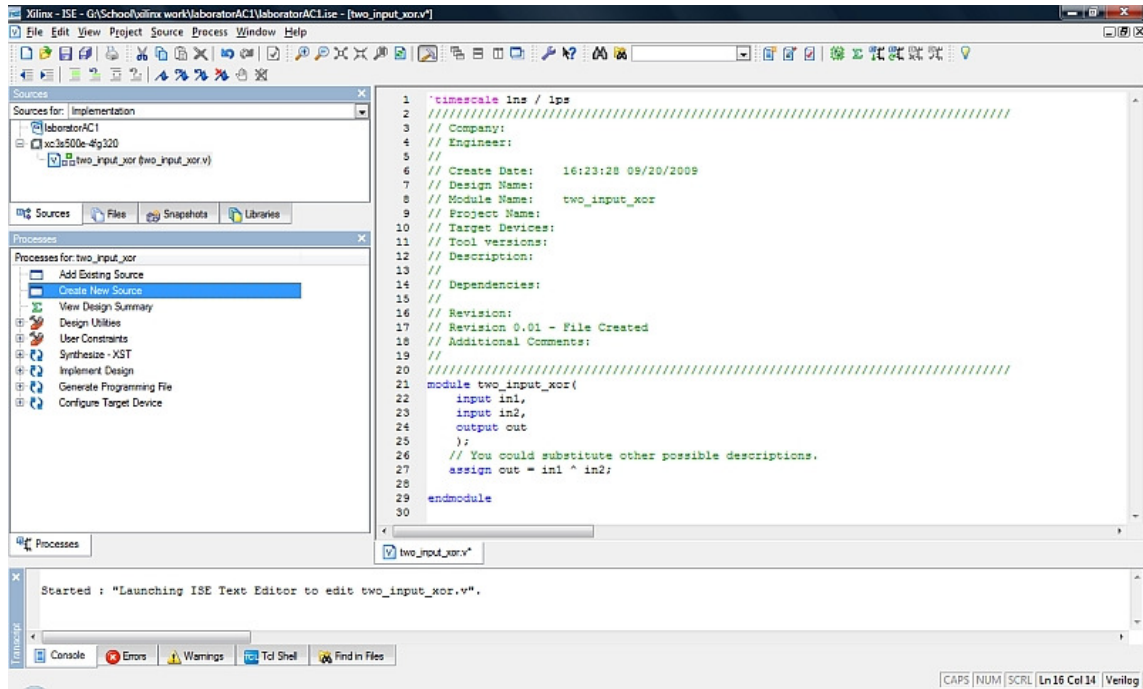 Xilinx - ISE - G:\School\xilinx work\laboratorAC1\laboratorAC1.ise - [two_input_xor.v*]
File Edit View Project Source Process Window Help
Sources
Sources for: Implementation
laboratorAC1
xc3s500e-4fg320
two_input_xor (two_input_xor.v)
Sources Files Snapshots Libraries
Processes
Processes for: two_input_xor
Add Existing Source
Create New Source
View Design Summary
Design Utilities
User Constraints
Synthesize - XST
Implement Design
Generate Programming File
Configure Target Device
Processes
1 `timescale 1ns / 1ps
2 //////////////////////////////////////////////////////////////////////////////////
3 // Company:
4 // Engineer:
5 //
6 // Create Date: 16:23:28 09/20/2009
7 // Design Name:
8 // Module Name: two_input_xor
9 // Project Name:
10 // Target Devices:
11 // Tool versions:
12 // Description:
13 //
14 // Dependencies:
15 //
16 // Revision:
17 // Revision 0.01 - File Created
18 // Additional Comments:
19 //
20 //////////////////////////////////////////////////////////////////////////////////
21 module two_input_xor(
22 input in1,
23 input in2,
24 output out
25 );
26 // You could substitute other possible descriptions.
27 assign out = in1 ^ in2;
28
29 endmodule
30
two_input_xor.v*
Started : "Launching ISE Text Editor to edit two_input_xor.v".
Transcript
Console Errors Warnings Tcl Shell Find in Files
CAPS NUM SCRL Ln 16 Col 14 Verilog